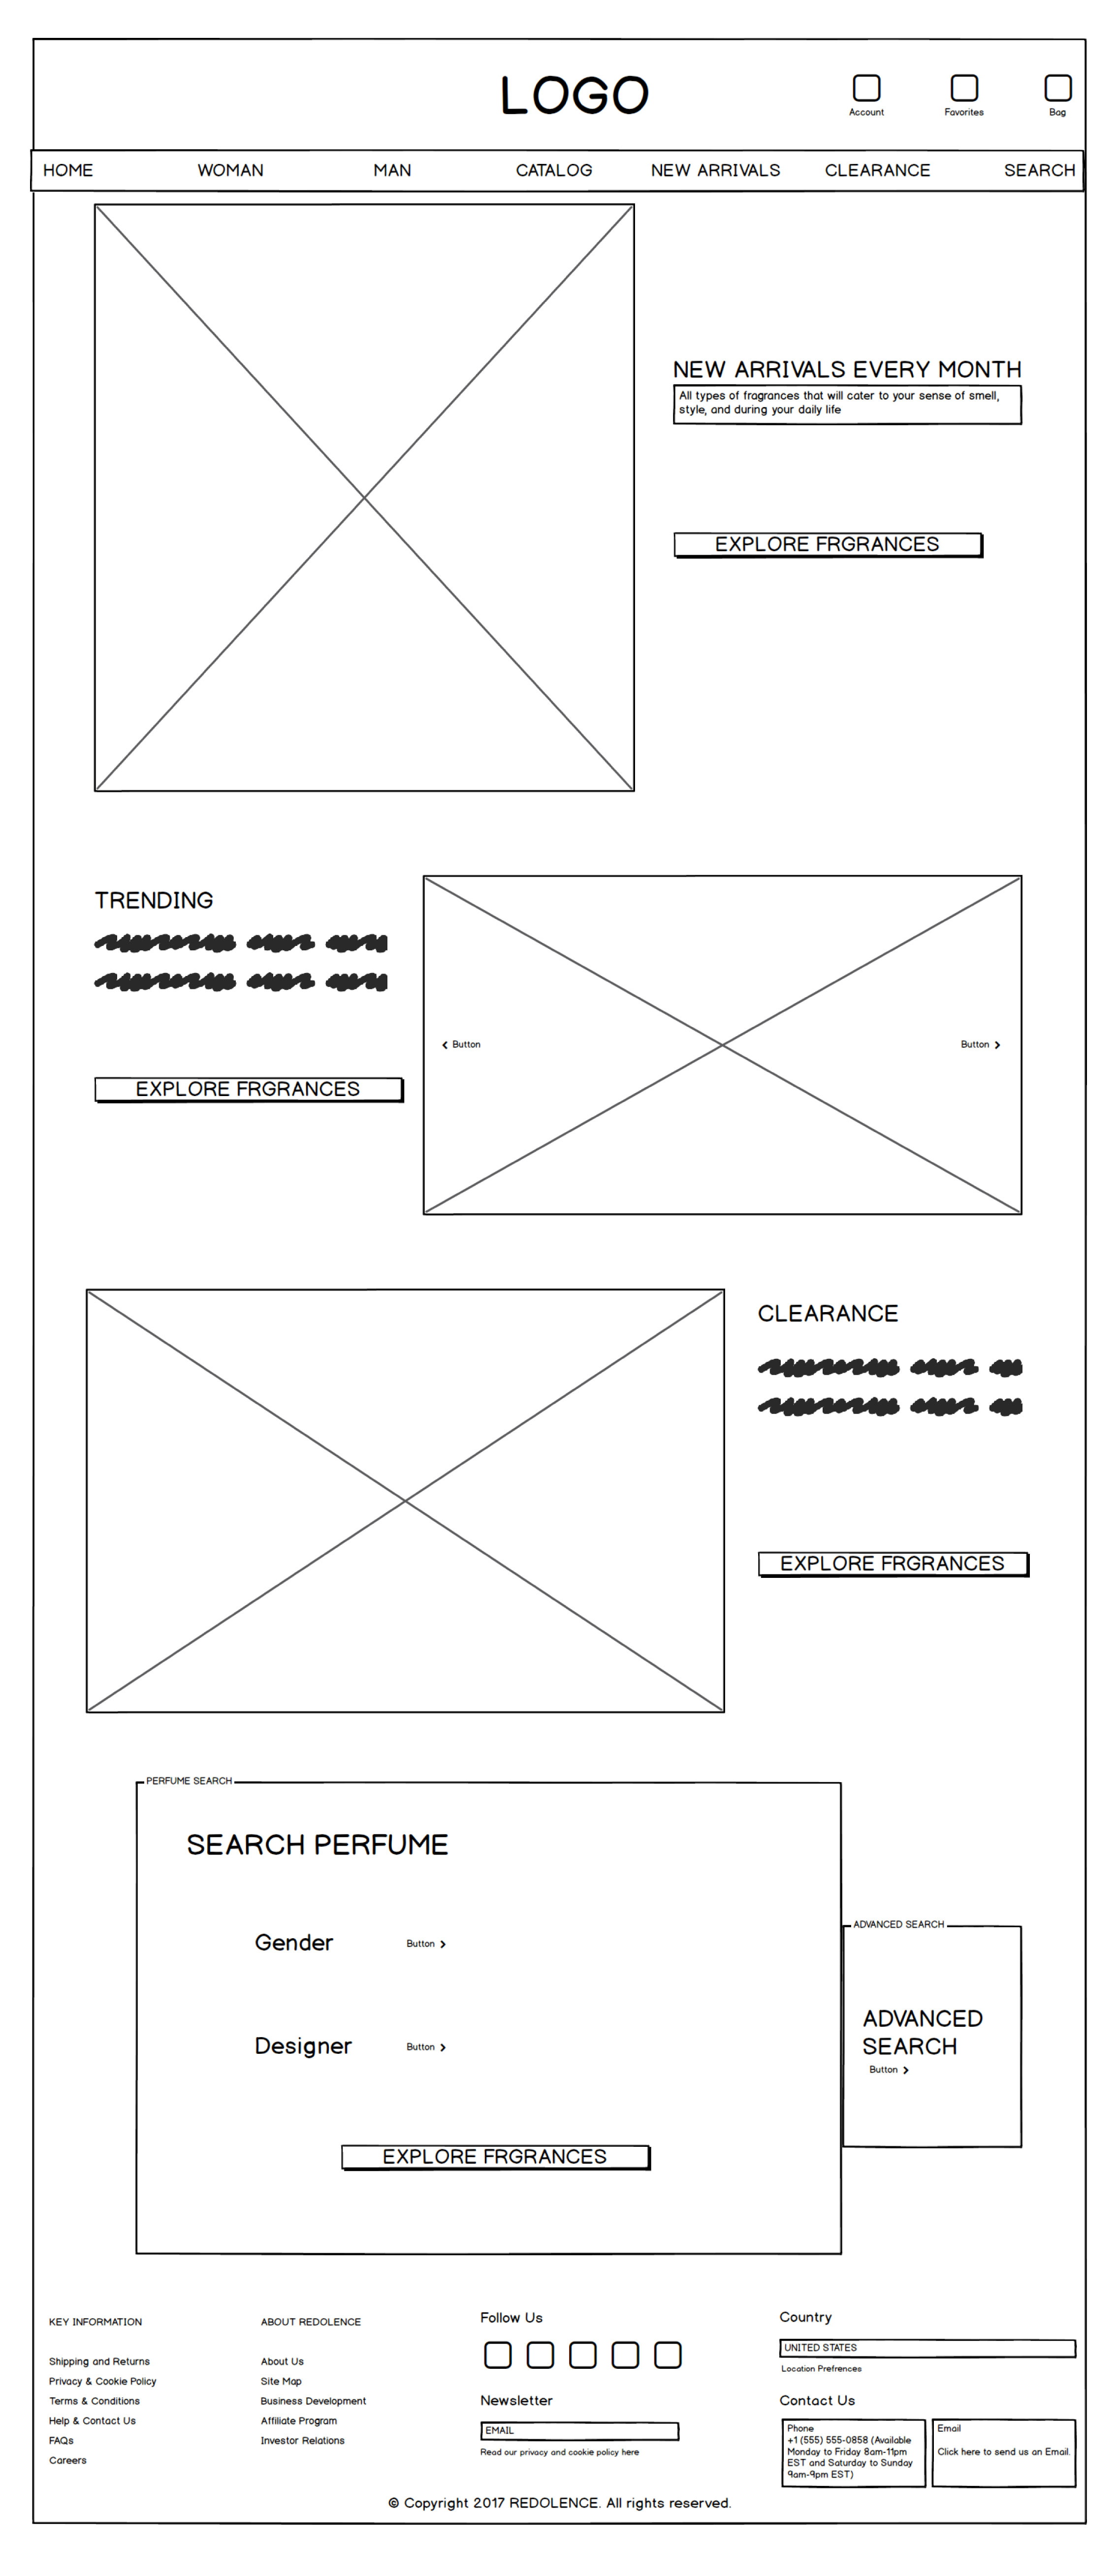 LOGO
Account
Favorites
Bag
HOME
WOMAN
MAN
CATALOG
NEW ARRIVALS
CLEARANCE
SEARCH
NEW ARRIVALS EVERY MONTH
All types of fragrances that will cater to your sense of smell,
style, and during your daily life
EXPLORE FRGRANCES
TRENDING
EXPLORE FRGRANCES
Button
Button
CLEARANCE
EXPLORE FRGRANCES
PERFUME SEARCH
SEARCH PERFUME
Gender
Button
Designer
Button
EXPLORE FRGRANCES
ADVANCED SEARCH
ADVANCED
SEARCH
Button
KEY INFORMATION
Shipping and Returns
Privacy & Cookie Policy
Terms & Conditions
Help & Contact Us
FAQs
Careers
ABOUT REDOLENCE
About Us
Site Map
Business Development
Affiliate Program
Investor Relations
Follow Us
Newsletter
EMAIL
Read our privacy and cookie policy here
Country
UNITED STATES
Location Prefrences
Contact Us
Phone
+1 (555) 555-0858 (Available
Monday to Friday 8am-11pm
EST and Saturday to Sunday
9am-9pm EST)
Email
Click here to send us an Email.
© Copyright 2017 REDOLENCE. All rights reserved.